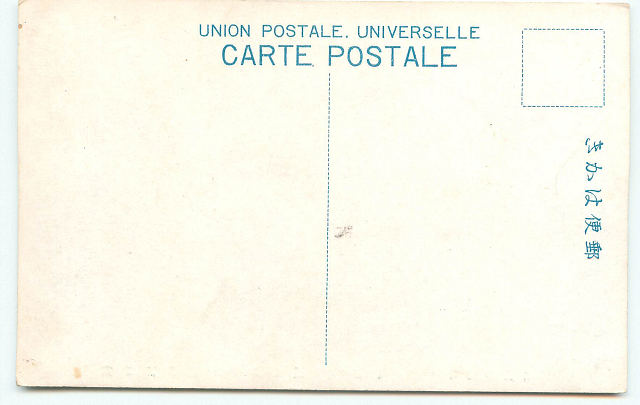 UNION POSTALE. UNIVERSELLE
CARTE POSTALE
郵便はかき